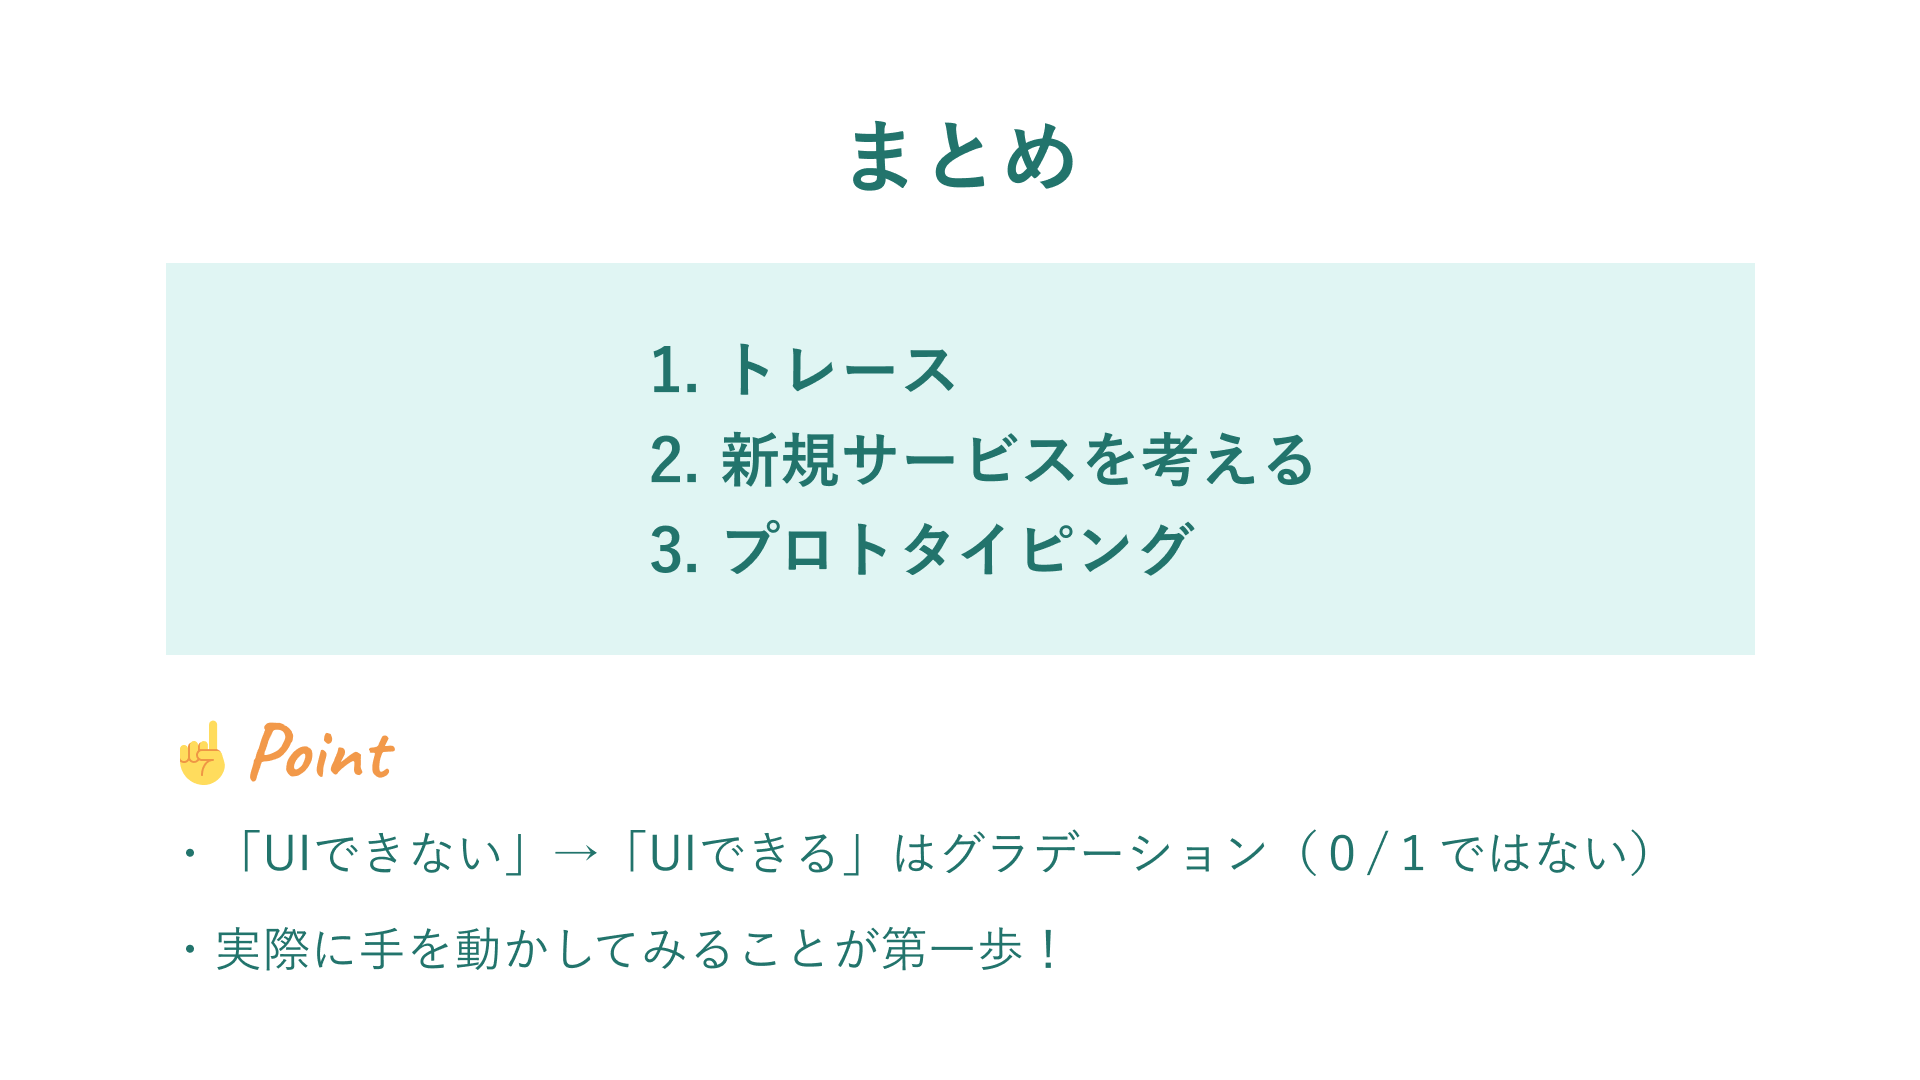 まとめ
1. トレース
2. 新規サービスを考える
3. プロトタイピング
Point
・「UIできない」→「UIできる」はグラデーション（０/１ではない）
・実際に手を動かしてみることが第一歩！